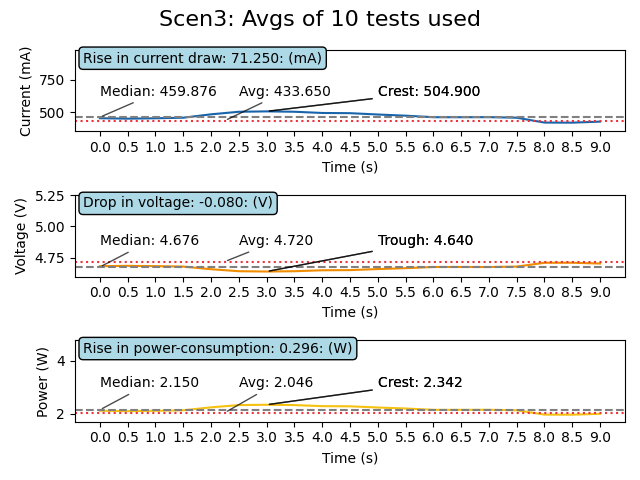 Scen3: Avgs of 10 tests used
Rise in current draw: 71.250: (mA)
Current (mA)
750
500
Median: 459.876 Avg: 433.650 Crest: 504.900
0.0 0.5 1.0 1.5 2.0 2.5 3.0 3.5 4.0 4.5 5.0 5.5 6.0 6.5 7.0 7.5 8.0 8.5 9.0
Time (s)
Drop in voltage: -0.080: (V)
Voltage (V)
5.25
5.00
4.75
Median: 4.676 Avg: 4.720 Trough: 4.640
0.0 0.5 1.0 1.5 2.0 2.5 3.0 3.5 4.0 4.5 5.0 5.5 6.0 6.5 7.0 7.5 8.0 8.5 9.0
Time (s)
Rise in power-consumption: 0.296: (W)
Power (W)
4
2
Median: 2.150 Avg: 2.046 Crest: 2.342
0.0 0.5 1.0 1.5 2.0 2.5 3.0 3.5 4.0 4.5 5.0 5.5 6.0 6.5 7.0 7.5 8.0 8.5 9.0
Time (s)